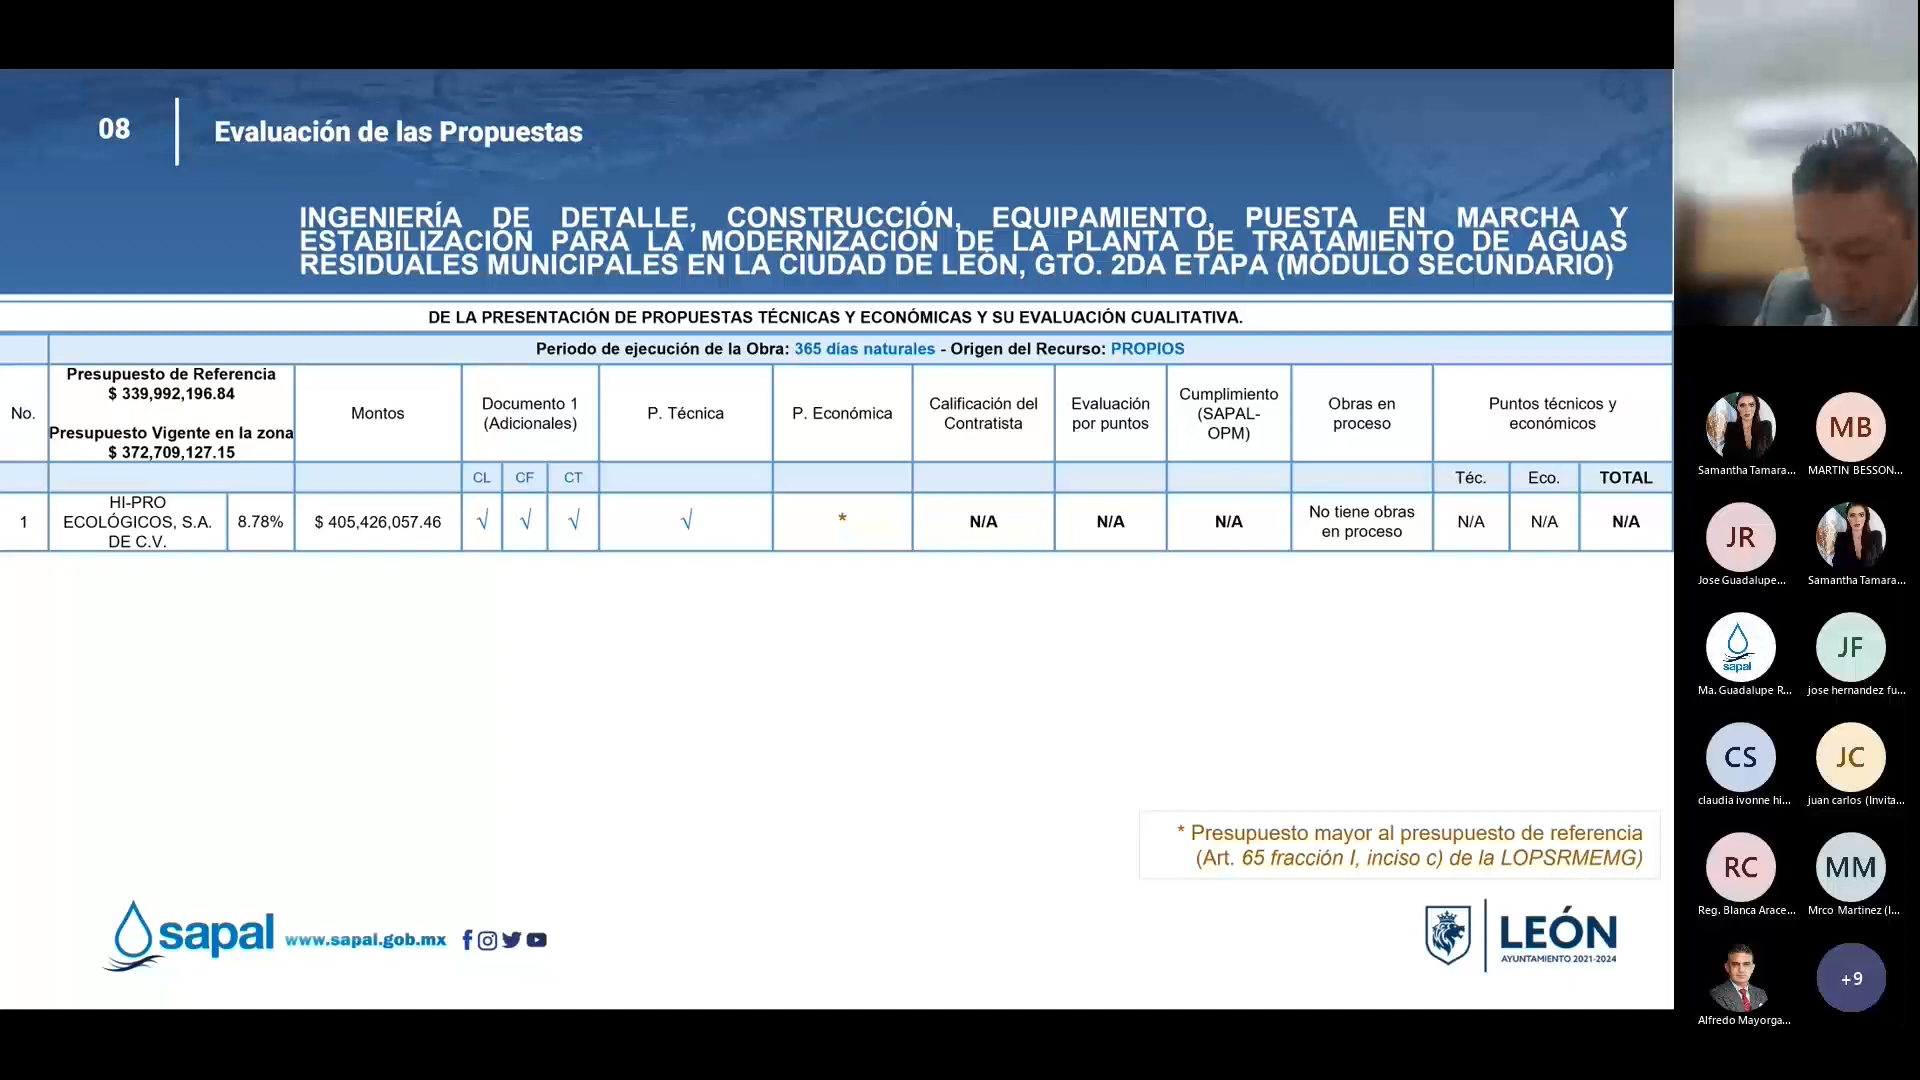 08
Evaluación de las Propuestas
INGENIERÍA DE DETALLE, CONSTRUCCIÓN, EQUIPAMIENTO, PUESTA EN MARCHA Y
ESTABILIZACIÓN PARA LA MODERNIZACIÓN DE LA PLANTA DE TRATAMIENTO DE AGUAS
RESIDUALES MUNICIPALES EN LA CIUDAD DE LEÓN, GTO. 2DA ETAPA (MÓDULO SECUNDARIO)
DE LA PRESENTACIÓN DE PROPUESTAS TÉCNICAS Y ECONÓMICAS Y SU EVALUACIÓN CUALITATIVA.
Periodo de ejecución de la Obra: 365 días naturales - Origen del Recurso: PROPIOS
No.
Presupuesto de Referencia
$ 339,992,196.84
Presupuesto Vigente en la zona
$ 372,709,127.15
Montos
Documento 1
(Adicionales)
P. Técnica
P. Económica
Calificación del
Contratista
Evaluación
por puntos
Cumplimiento
(SAPAL-
OPM)
Obras en
proceso
Puntos técnicos y
económicos
CL CF CT
Téc. Eco. TOTAL
1
HI-PRO
ECOLÓGICOS, S.A.
DE C.V.
8.78%
$ 405,426,057.46
√ √ √ √ *
N/A N/A N/A
No tiene obras
en proceso
N/A N/A N/A
* Presupuesto mayor al presupuesto de referencia
(Art. 65 fracción I, inciso c) de la LOPSRMEMG)
sapal www.sapal.gob.mx
LEÓN
AYUNTAMIENTO 2021-2024
Samantha Tamara...
MB
MARTIN BESSON...
JR
Jose Guadalupe...
Samantha Tamara...
sapal
Ma. Guadalupe R...
JF
jose hernandez fu...
CS
claudia ivonne hi...
JC
juan carlos (Invita...
RC
Reg. Blanca Arace...
MM
Mrco Martinez (I...
Alfredo Mayorga...
+9